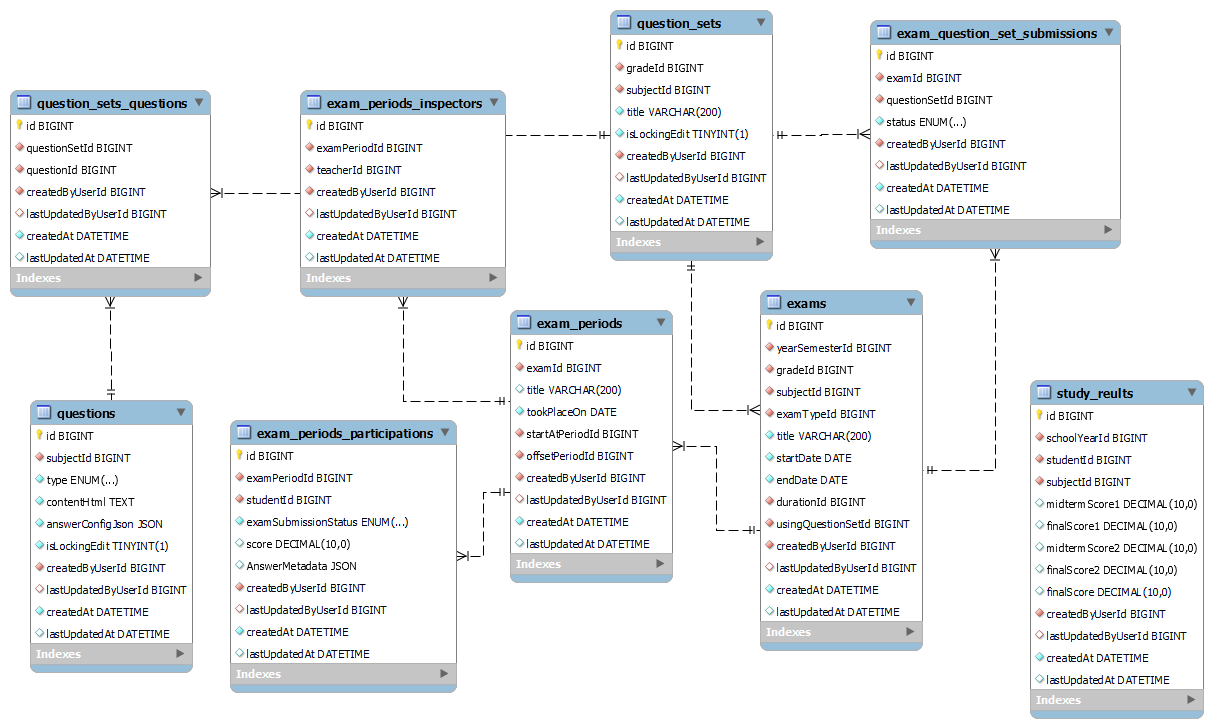 question_sets
id BIGINT
gradeId BIGINT
subjectId BIGINT
title VARCHAR(200)
isLockingEdit TINYINT(1)
createdByUserId BIGINT
lastUpdatedByUserId BIGINT
createdAt DATETIME
lastUpdatedAt DATETIME
Indexes
exam_question_set_submissions
id BIGINT
examId BIGINT
questionSetId BIGINT
status ENUM(...)
createdByUserId BIGINT
lastUpdatedByUserId BIGINT
createdAt DATETIME
lastUpdatedAt DATETIME
Indexes
question_sets_questions
id BIGINT
questionSetId BIGINT
questionId BIGINT
createdByUserId BIGINT
lastUpdatedByUserId BIGINT
createdAt DATETIME
lastUpdatedAt DATETIME
Indexes
exam_periods_inspectors
id BIGINT
examPeriodId BIGINT
teacherId BIGINT
createdByUserId BIGINT
lastUpdatedByUserId BIGINT
createdAt DATETIME
lastUpdatedAt DATETIME
Indexes
exams
id BIGINT
yearSemesterId BIGINT
gradeId BIGINT
subjectId BIGINT
examTypeId BIGINT
title VARCHAR(200)
startDate DATE
endDate DATE
durationId BIGINT
usingQuestionSetId BIGINT
createdByUserId BIGINT
lastUpdatedByUserId BIGINT
createdAt DATETIME
lastUpdatedAt DATETIME
Indexes
exam_periods
id BIGINT
examId BIGINT
title VARCHAR(200)
tookPlaceOn DATE
startAtPeriodId BIGINT
offsetPeriodId BIGINT
createdByUserId BIGINT
lastUpdatedByUserId BIGINT
createdAt DATETIME
lastUpdatedAt DATETIME
Indexes
study_reults
id BIGINT
schoolYearId BIGINT
studentId BIGINT
subjectId BIGINT
midtermScore1 DECIMAL(10,0)
finalScore1 DECIMAL(10,0)
midtermScore2 DECIMAL(10,0)
finalScore2 DECIMAL(10,0)
finalScore DECIMAL(10,0)
createdByUserId BIGINT
lastUpdatedByUserId BIGINT
createdAt DATETIME
lastUpdatedAt DATETIME
Indexes
questions
id BIGINT
subjectId BIGINT
type ENUM(...)
contentHtml TEXT
answerConfigJson JSON
isLockingEdit TINYINT(1)
createdByUserId BIGINT
lastUpdatedByUserId BIGINT
createdAt DATETIME
lastUpdatedAt DATETIME
Indexes
exam_periods_participations
id BIGINT
examPeriodId BIGINT
studentId BIGINT
examSubmissionStatus ENUM(...)
score DECIMAL(10,0)
AnswerMetadata JSON
createdByUserId BIGINT
lastUpdatedByUserId BIGINT
createdAt DATETIME
lastUpdatedAt DATETIME
Indexes